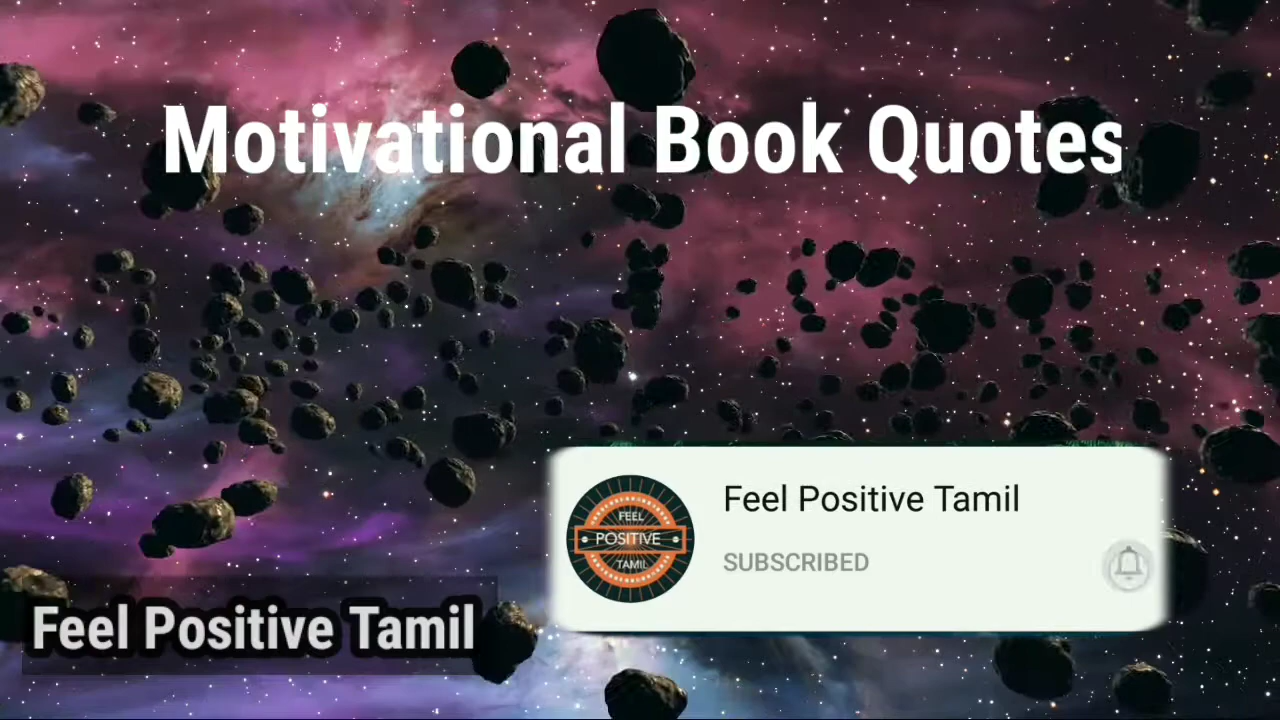 Motivational Book Quotes
Feel Positive Tamil
SUBSCRIBED
FEEL
POSITIVE
TAMIL
Feel Positive Tamil